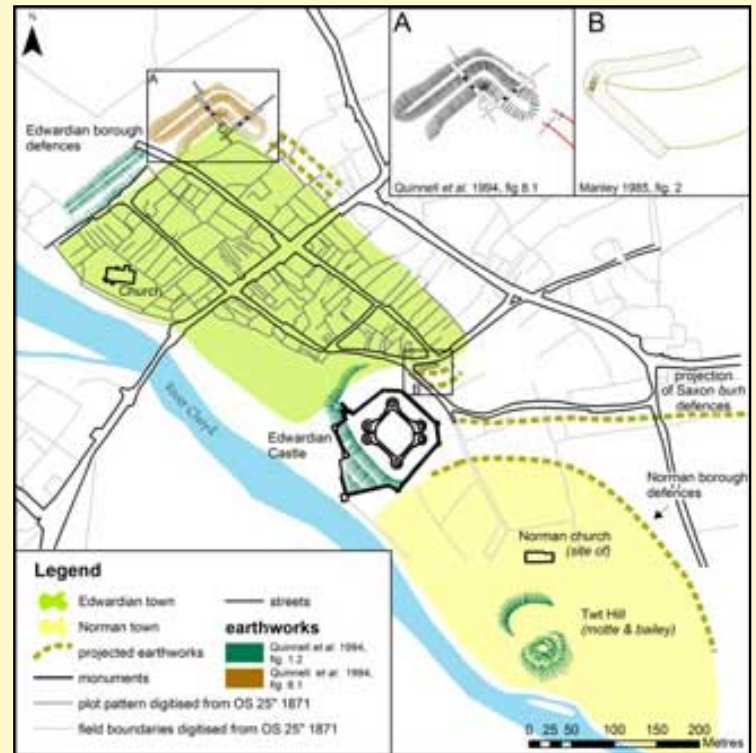 N
A
Edwardian borough
defences
A
Quinnell et al. 1994, fig 8.1
B
Manley 1985, fig. 2
Church
River Clwyd
B
Edwardian
Castle
projection
of Saxon burh
defences
Norman borough
defences
Norman church
(site of)
Twt Hill
(motte & bailey)
Legend
Edwardian town
Norman town
projected earthworks
monuments
plot pattern digitised from OS 25" 1871
field boundaries digitised from OS 25" 1871
streets
earthworks
Quinnell et al. 1994,
fig. 1.2
Quinnell et al. 1994,
fig. 8.1
0 25 50 100 150 200
Metres